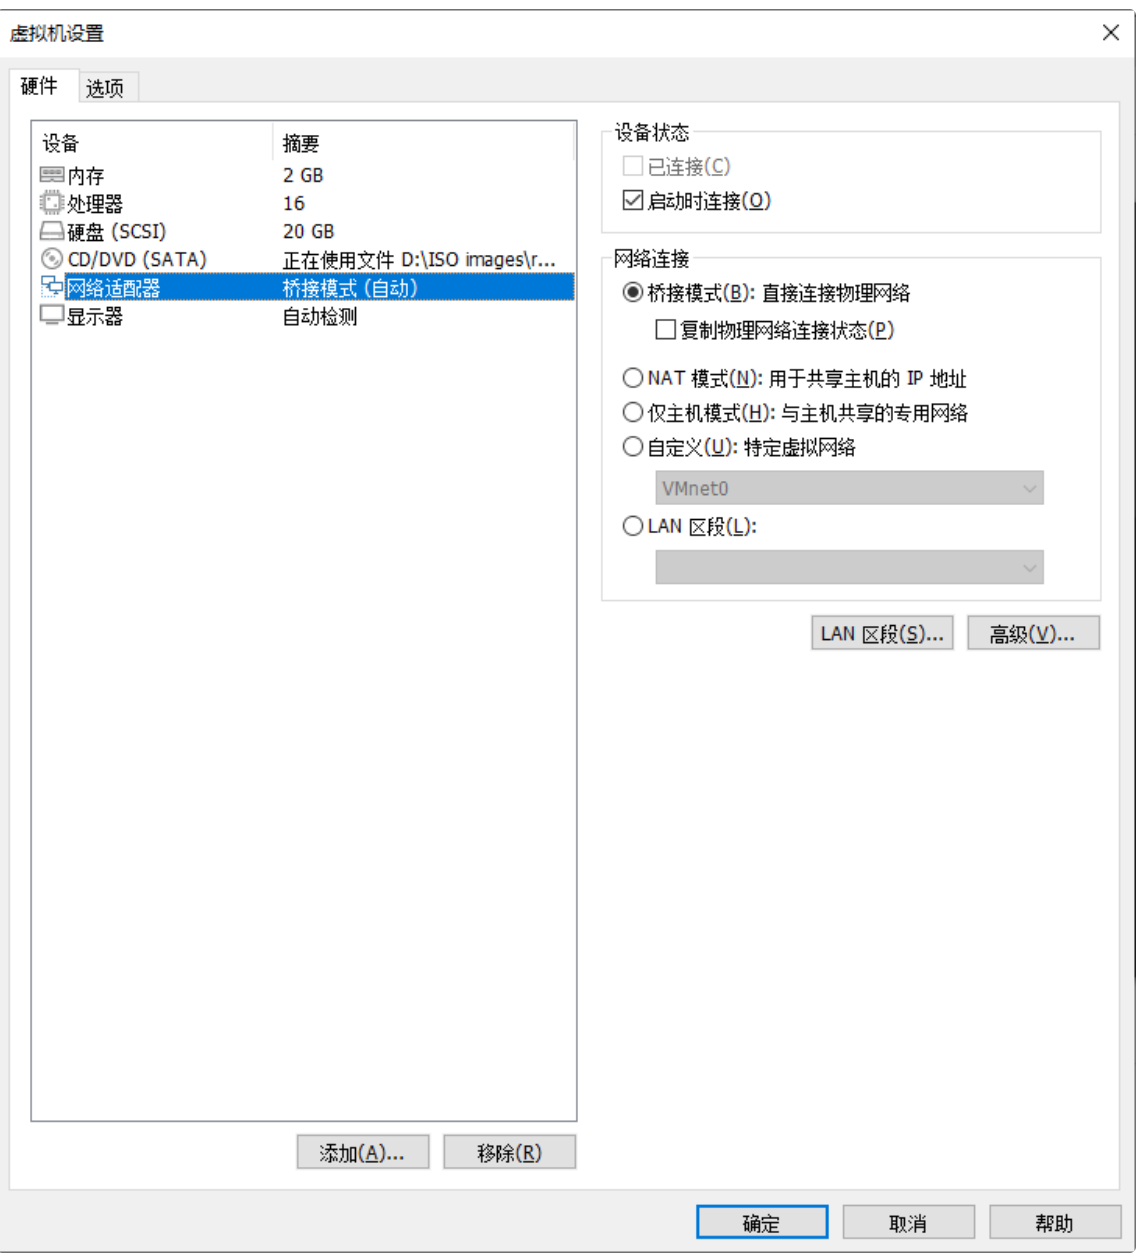 虚拟机设置
硬件
选项
设备 摘要
内存 2 GB
处理器 16
硬盘 (SCSI) 20 GB
CD/DVD (SATA) 正在使用文件 D:\ISO images\r...
网络适配器 桥接模式 (自动)
显示器 自动检测
添加(A)...
移除(R)
设备状态
已连接(C)
启动时连接(O)
网络连接
桥接模式(B): 直接连接物理网络
复制物理网络连接状态(P)
NAT 模式(N): 用于共享主机的 IP 地址
仅主机模式(H): 与主机共享的专用网络
自定义(U): 特定虚拟网络
VMnet0
LAN 区段(L):
LAN 区段(S)...
高级(V)...
确定
取消
帮助